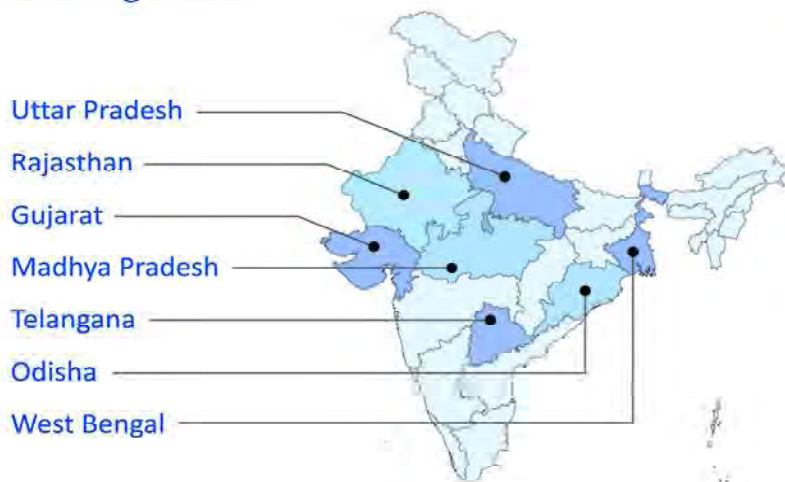 Uttar Pradesh
Rajasthan
Gujarat
Madhya Pradesh
Telangana
Odisha
West Bengal